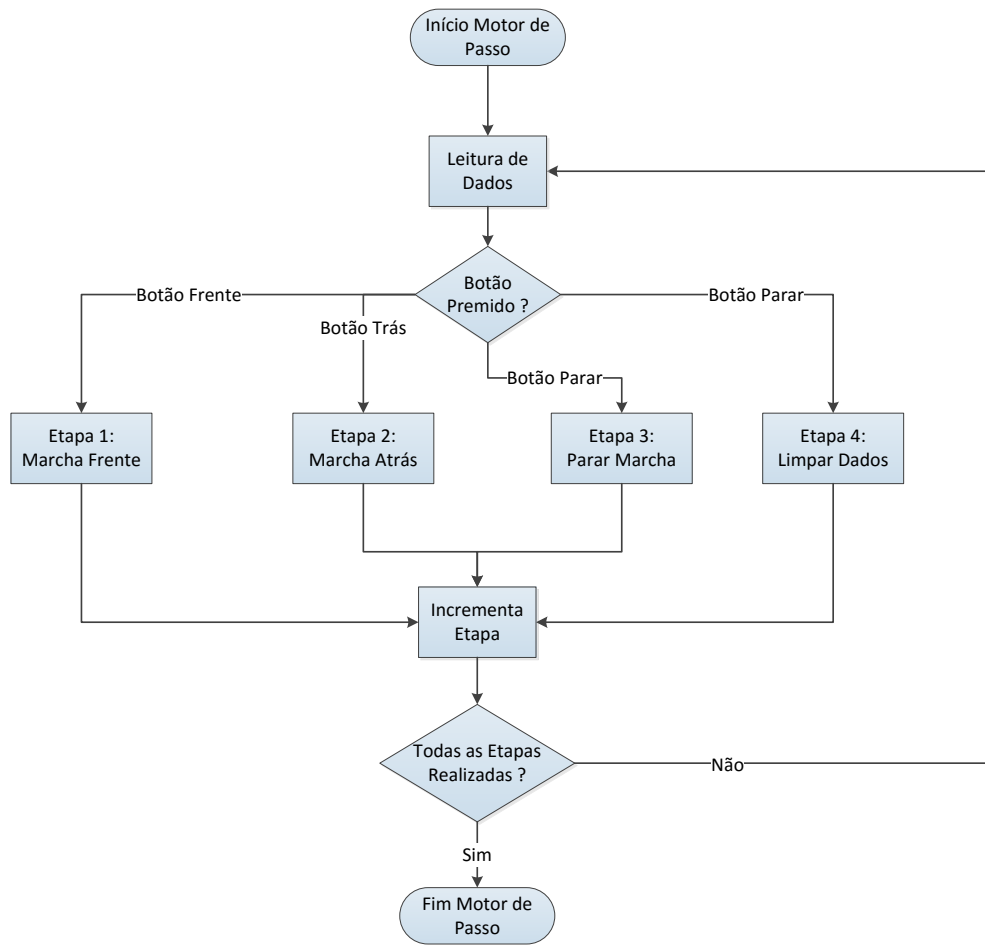 Início Motor de
Passo
Leitura de
Dados
Botão
Premido ?
Botão Frente
Botão Parar
Botão Trás
Botão Parar
Etapa 1:
Marcha Frente
Etapa 2:
Marcha Atrás
Etapa 3:
Parar Marcha
Etapa 4:
Limpar Dados
Incrementa
Etapa
Todas as Etapas
Realizadas ?
Não
Sim
Fim Motor de
Passo